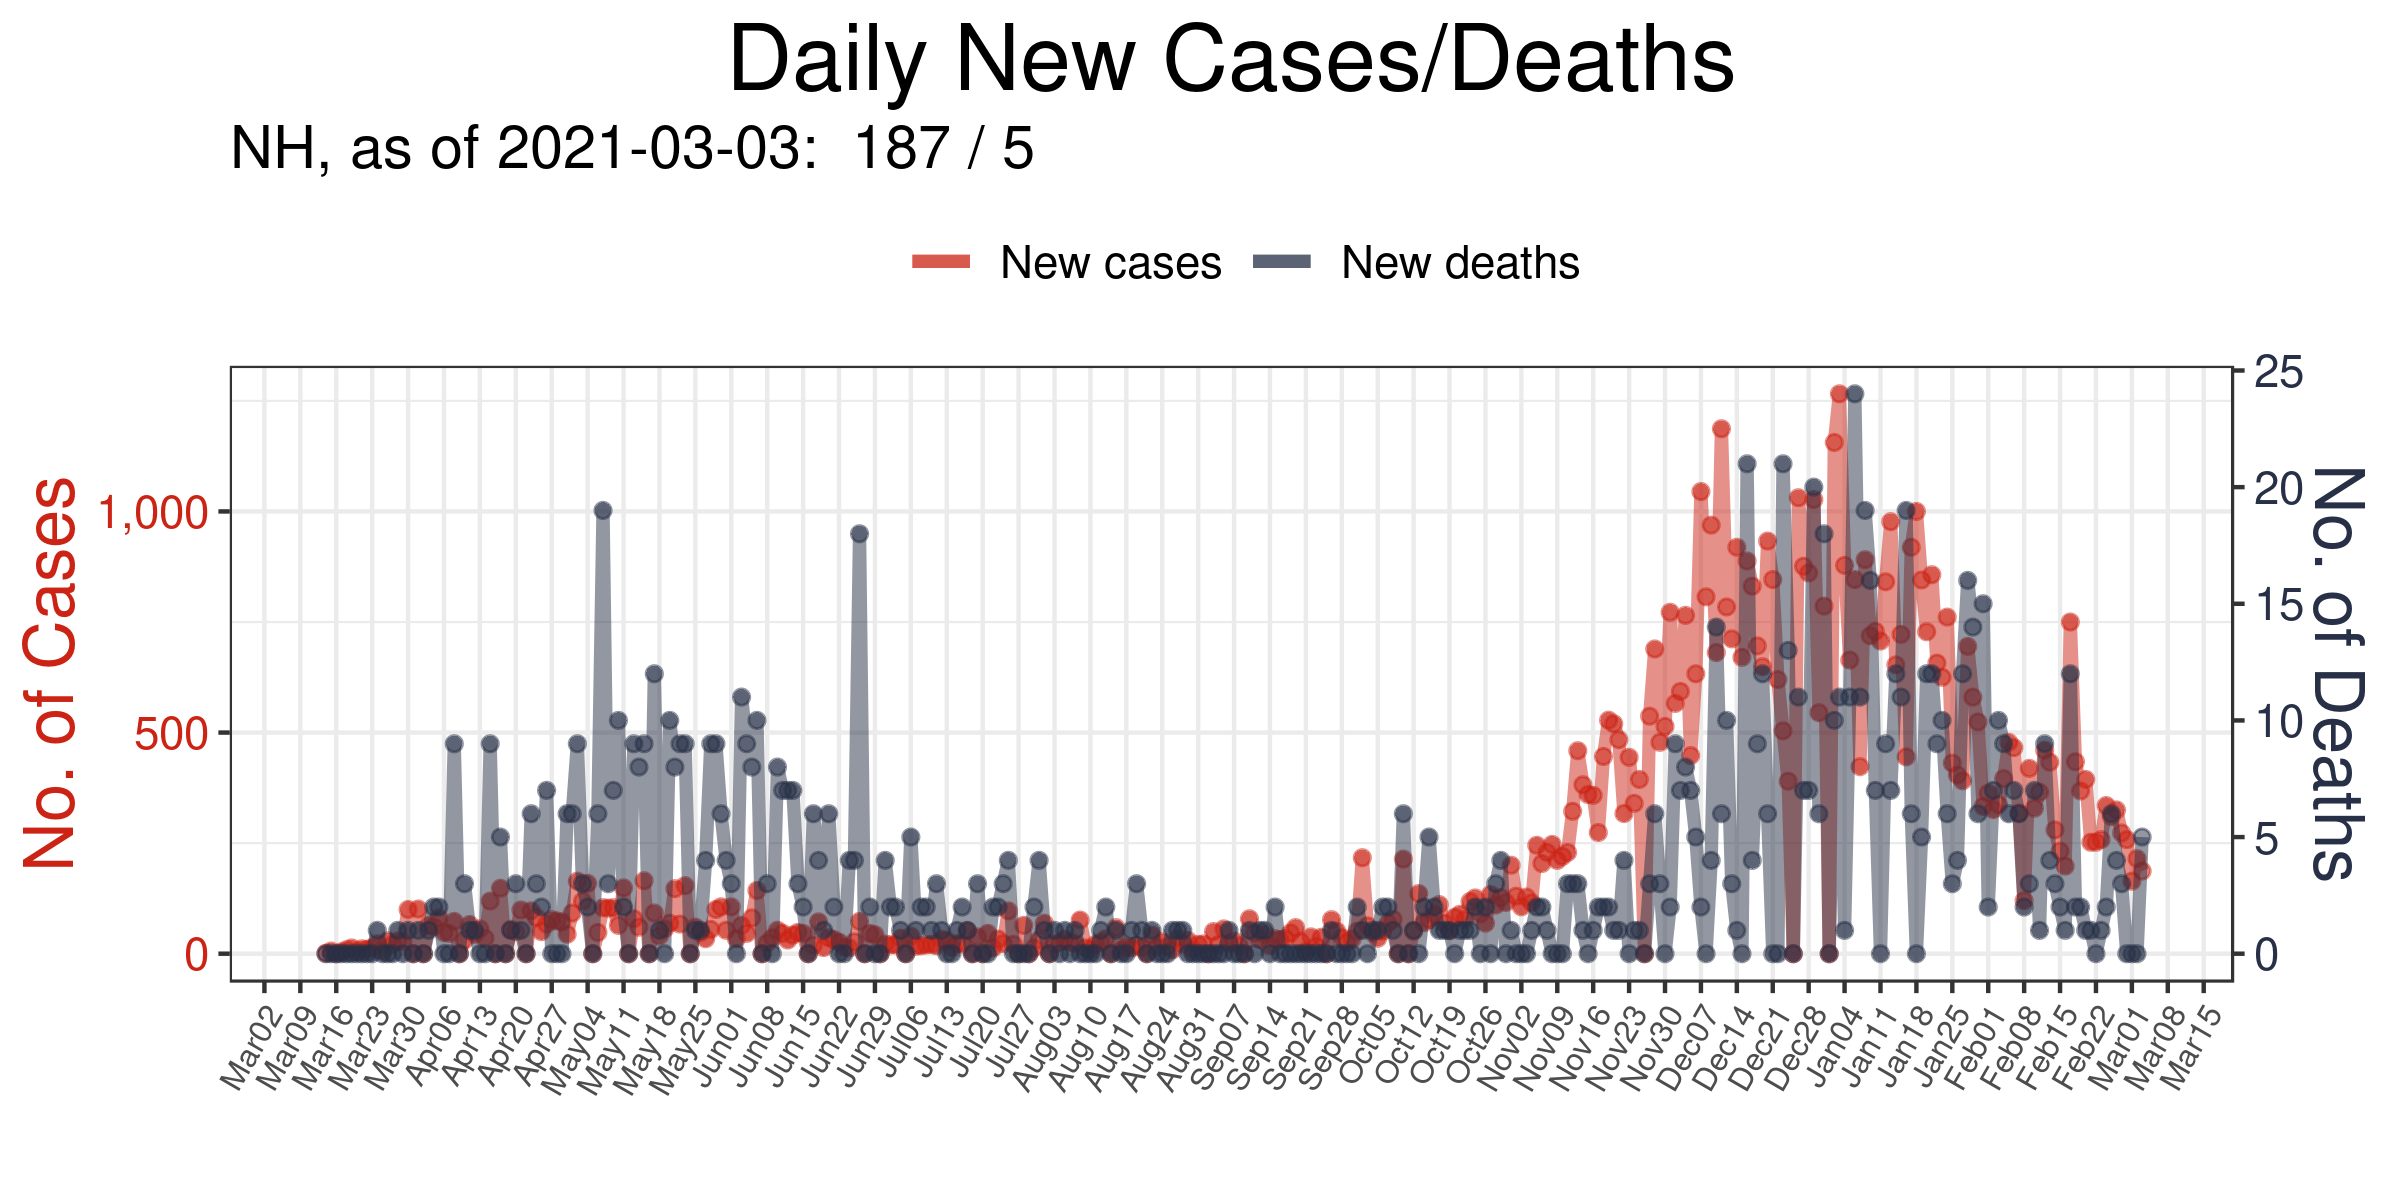 Daily New Cases/Deaths
NH, as of 2021-03-03:  187 / 5
New cases
New deaths
No. of Cases
1,000
500
0
25
20
15
10
5
0
No. of Deaths
Mar02
Mar09
Mar16
Mar23
Mar30
Apr06
Apr13
Apr20
Apr27
May04
May11
May18
May25
Jun01
Jun08
Jun15
Jun22
Jun29
Jul06
Jul13
Jul20
Jul27
Aug03
Aug10
Aug17
Aug24
Aug31
Sep07
Sep14
Sep21
Sep28
Oct05
Oct12
Oct19
Oct26
Nov02
Nov09
Nov16
Nov23
Nov30
Dec07
Dec14
Dec21
Dec28
Jan04
Jan11
Jan18
Jan25
Feb01
Feb08
Feb15
Feb22
Mar01
Mar08
Mar15